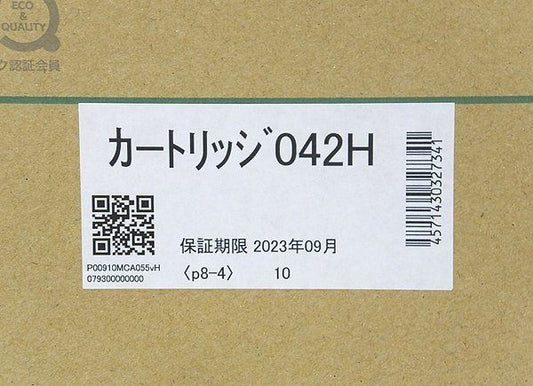 ECO
&
QUALITY
ク認証会員
カートリッジ042H
4571430327341
保証期限 2023年09月
P00910MCA055vH
079300000000
〈p8-4〉 10